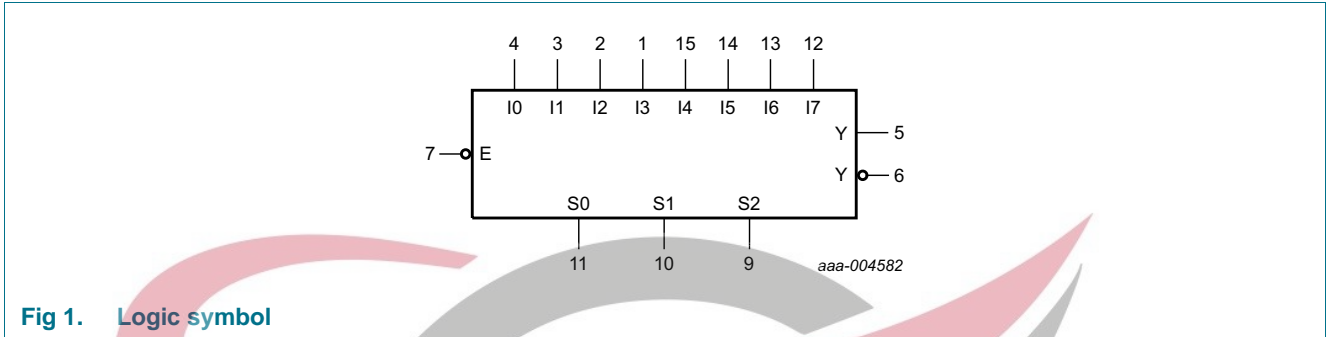 4 3 2 1 15 14 13 12
I0 I1 I2 I3 I4 I5 I6 I7
Y 5
7 E
Y 6
S0 S1 S2
11 10 9 aaa-004582
Fig 1. Logic symbol